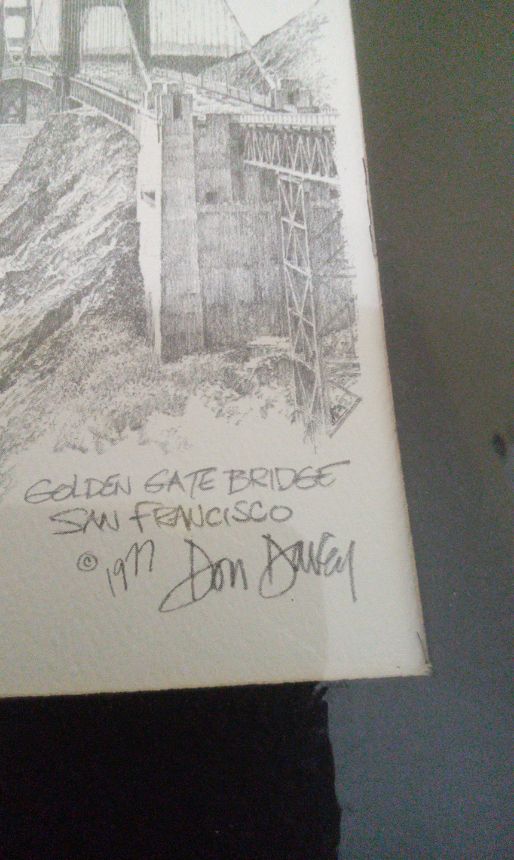 GOLDEN GATE BRIDGE
SAN FRANCISCO
© 1977 Don Davey